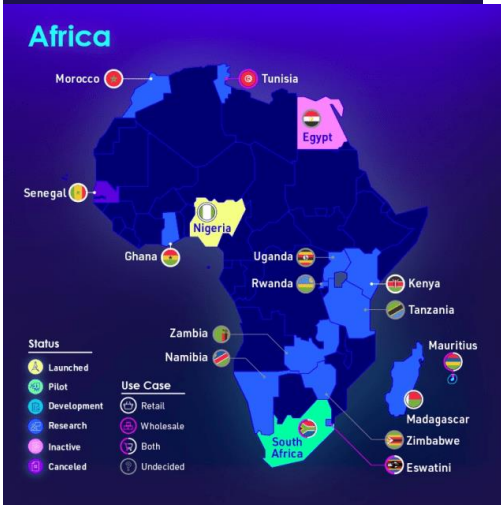 Africa
Morocco
Tunisia
Egypt
Senegal
Nigeria
Ghana
Uganda
Rwanda
Kenya
Tanzania
Zambia
Namibia
Mauritius
Madagascar
Zimbabwe
South
Africa
Eswatini
Status
Launched
Pilot
Development
Research
Inactive
Canceled
Use Case
Retail
Wholesale
Both
Undecided